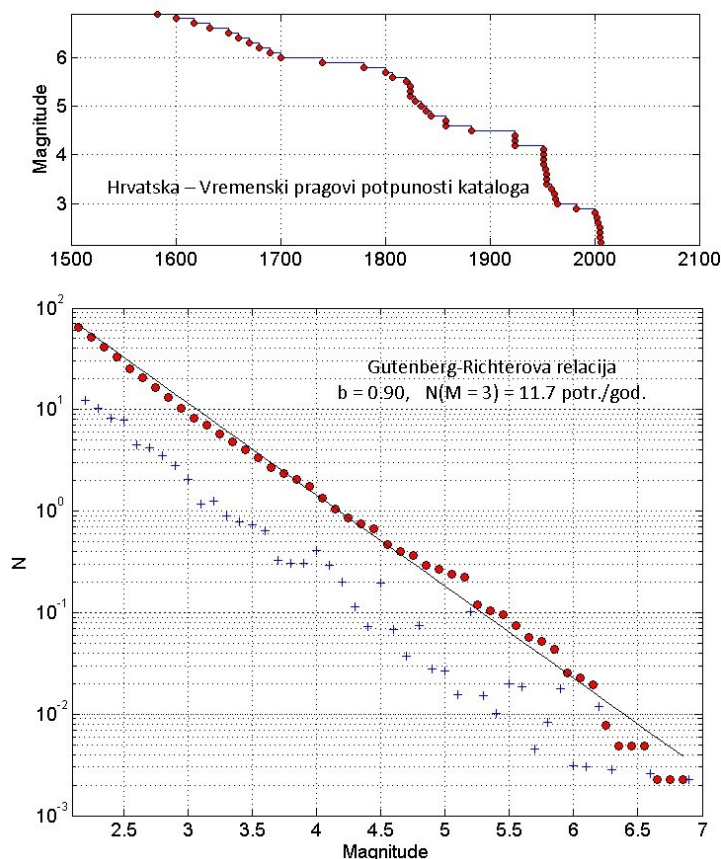 6
5
4
3
Magnitude
Hrvatska – Vremenski pragovi potpunosti kataloga
1500 1600 1700 1800 1900 2000 2100
10^2
10^1
10^0
10^-1
10^-2
10^-3
N
Gutenberg-Richterova relacija
b = 0.90, N(M = 3) = 11.7 potr./god.
2.5 3 3.5 4 4.5 5 5.5 6 6.5 7
Magnitude